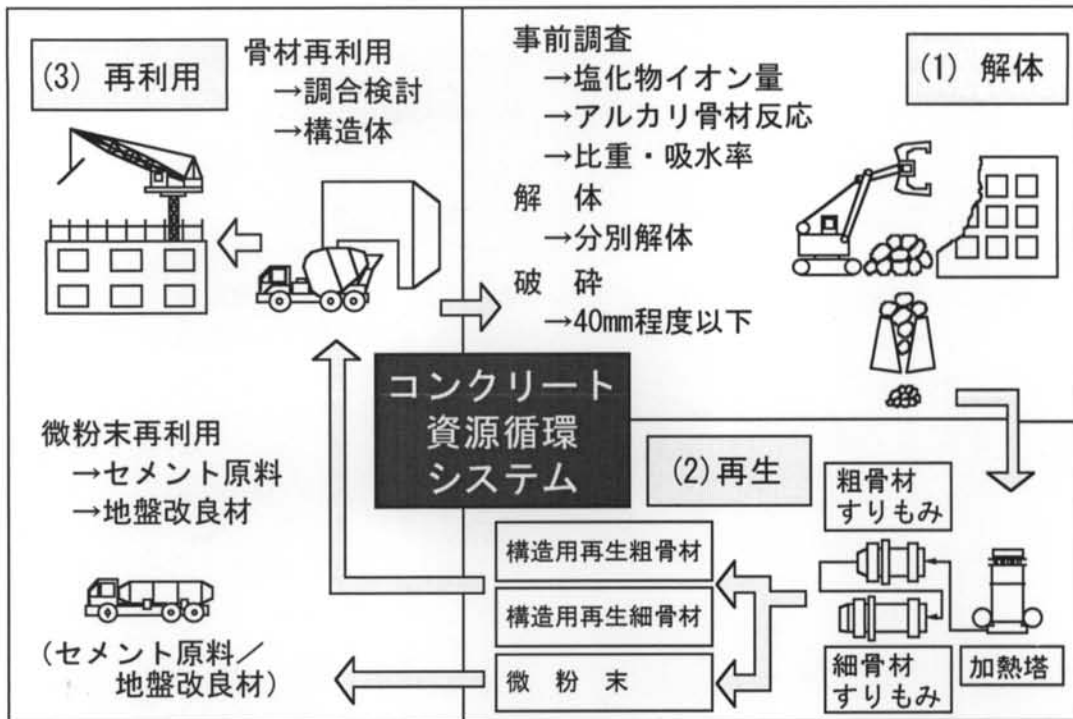 (3) 再利用
骨材再利用
→調合検討
→構造体
事前調査
→塩化物イオン量
→アルカリ骨材反応
→比重・吸水率
解　体
→分別解体
破　砕
→40mm程度以下
(1) 解体
コンクリート
資源循環
システム
微粉末再利用
→セメント原料
→地盤改良材
(セメント原料／
地盤改良材)
(2)再生
粗骨材
すりもみ
構造用再生粗骨材
構造用再生細骨材
微　粉　末
細骨材
すりもみ
加熱塔